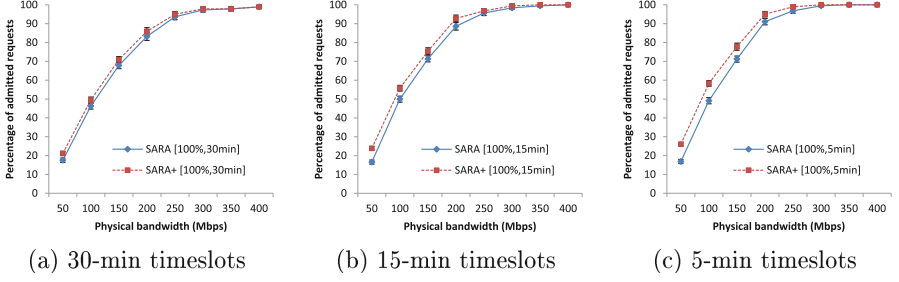 Percentage of admitted requests
100
90
80
70
60
50
40
30
20
10
0
SARA [100%,30min]
SARA+ [100%,30min]
50 100 150 200 250 300 350 400
Physical bandwidth (Mbps)
(a) 30-min timeslots
Percentage of admitted requests
100
90
80
70
60
50
40
30
20
10
0
SARA [100%,15min]
SARA+ [100%,15min]
50 100 150 200 250 300 350 400
Physical bandwidth (Mbps)
(b) 15-min timeslots
Percentage of admitted requests
100
90
80
70
60
50
40
30
20
10
0
SARA [100%,5min]
SARA+ [100%,5min]
50 100 150 200 250 300 350 400
Physical bandwidth (Mbps)
(c) 5-min timeslots